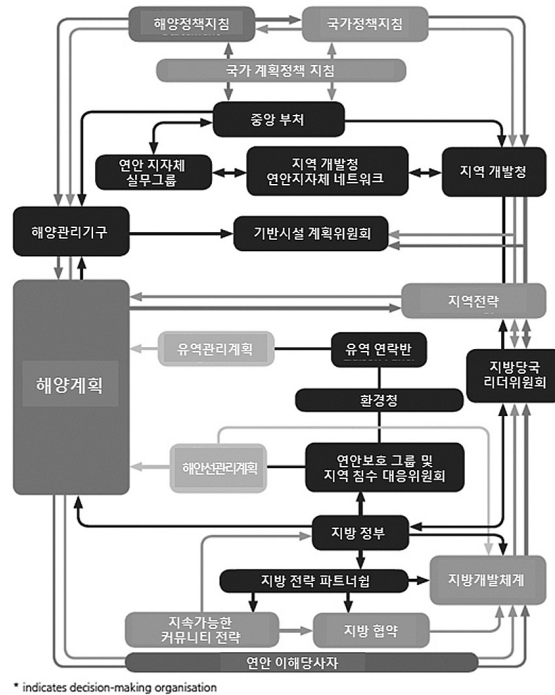 해양정책지침
국가정책지침
국가 계획정책 지침
중앙 부처
연안 지자체
실무그룹
지역 개발청
연안지자체 네트워크
지역 개발청
해양관리기구
기반시설 계획위원회
지역전략
해양계획
유역관리계획
유역 연락반
지방당국
리더위원회
환경청
해안선관리계획
연안보호 그룹 및
지역 침수 대응위원회
지방 정부
지방 전략 파트너쉽
지방개발체계
지속가능한
커뮤니티 전략
지방 협약
연안 이해당사자
* indicates decision-making organisation